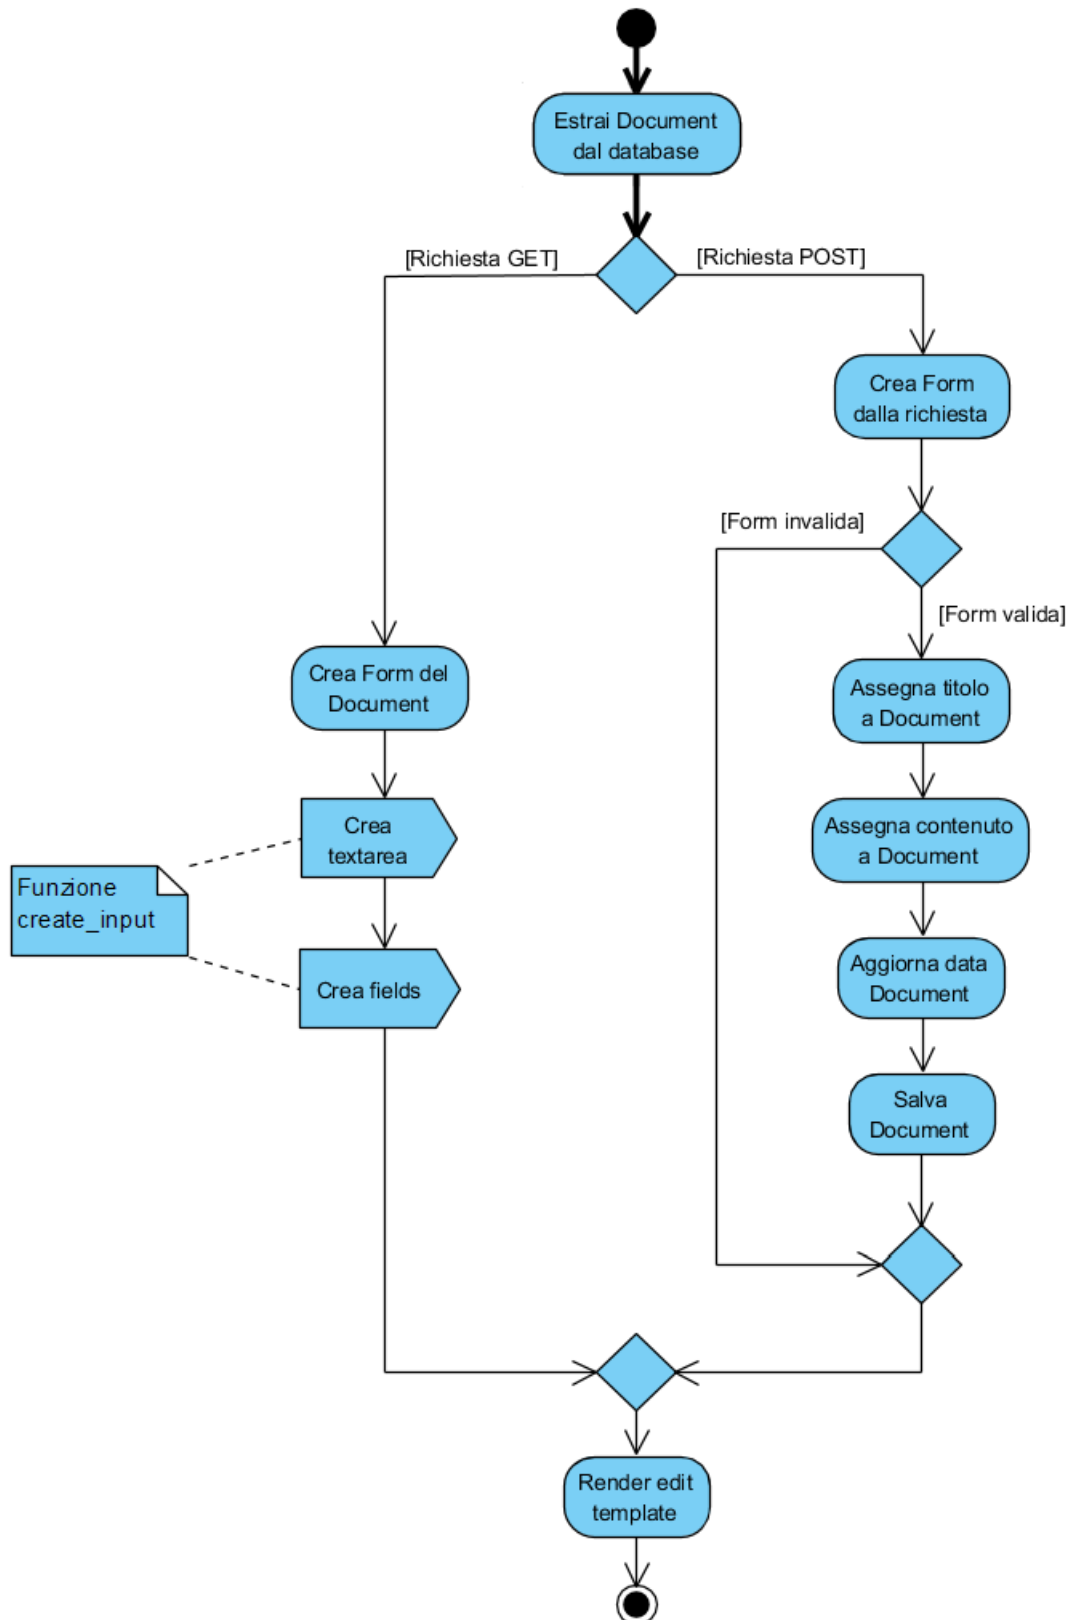 Estrai Document
dal database
[Richiesta GET]
[Richiesta POST]
Crea Form
dalla richiesta
[Form invalida]
[Form valida]
Crea Form del
Document
Assegna titolo
a Document
Crea
textarea
Assegna contenuto
a Document
Funzione
create_input
Crea fields
Aggiorna data
Document
Salva
Document
Render edit
template